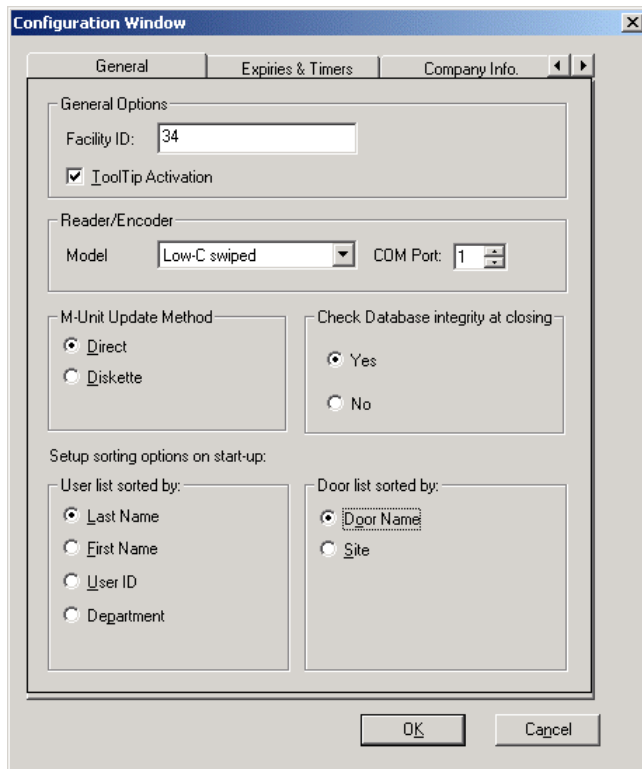 Configuration Window
General
Expiries & Timers
Company Info.
General Options
Facility ID: 34
ToolTip Activation
Reader/Encoder
Model Low-C swiped COM Port: 1
M-Unit Update Method
Direct
Diskette
Check Database integrity at closing
Yes
No
Setup sorting options on start-up:
User list sorted by:
Last Name
First Name
User ID
Department
Door list sorted by:
Door Name
Site
OK
Cancel